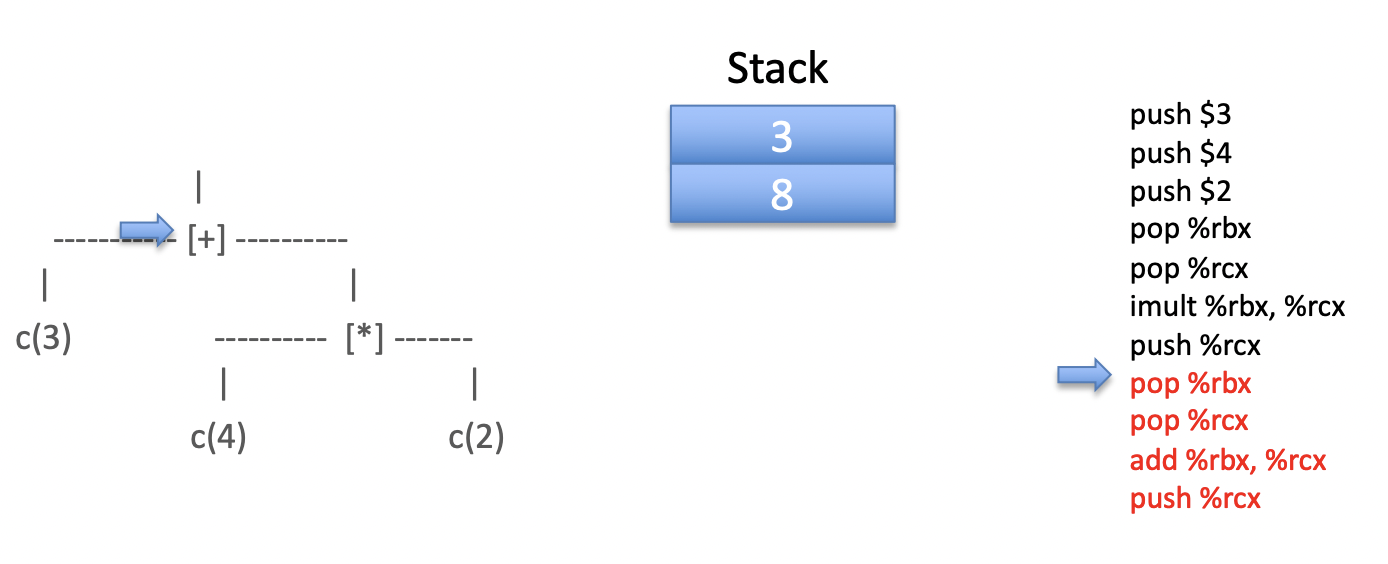 Stack
3
8
|
----------- [+] ----------
| |
c(3) ---------- [*] -------
| |
c(4) c(2)
push $3
push $4
push $2
pop %rbx
pop %rcx
imult %rbx, %rcx
push %rcx
pop %rbx
pop %rcx
add %rbx, %rcx
push %rcx